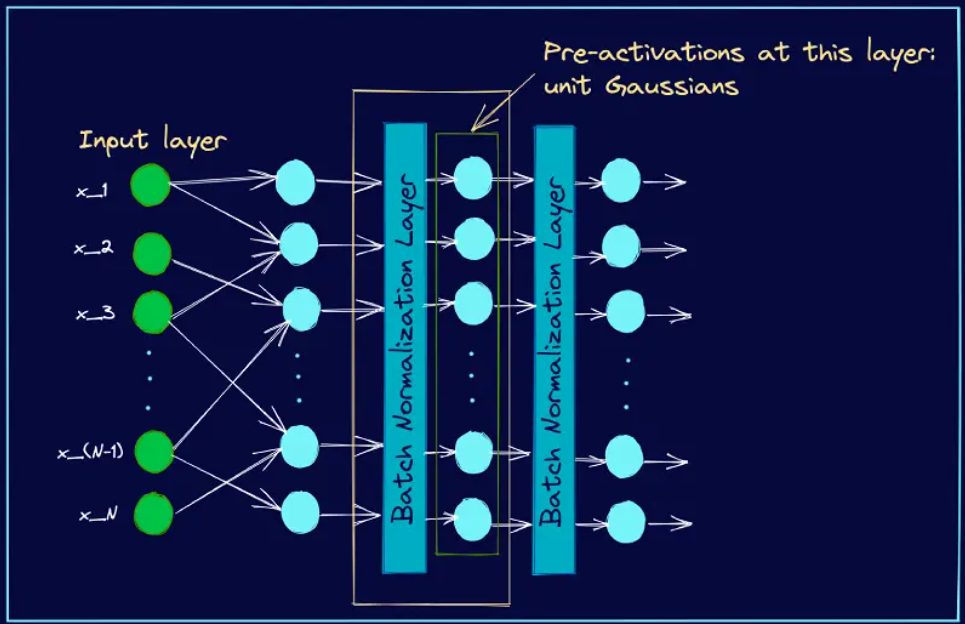 Pre-activations at this layer:
unit Gaussians
Input layer
x_1
x_2
x_3
x_(N-1)
x_N
Batch Normalization Layer
Batch Normalization Layer